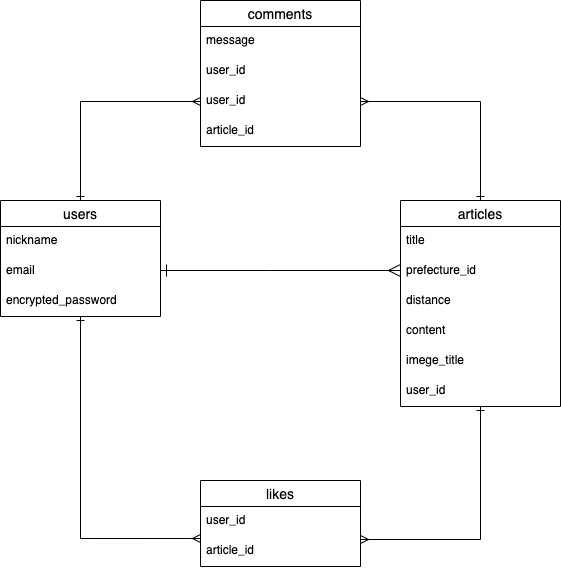 comments
message
user_id
user_id
article_id
users
nickname
email
encrypted_password
articles
title
prefecture_id
distance
content
imege_title
user_id
likes
user_id
article_id